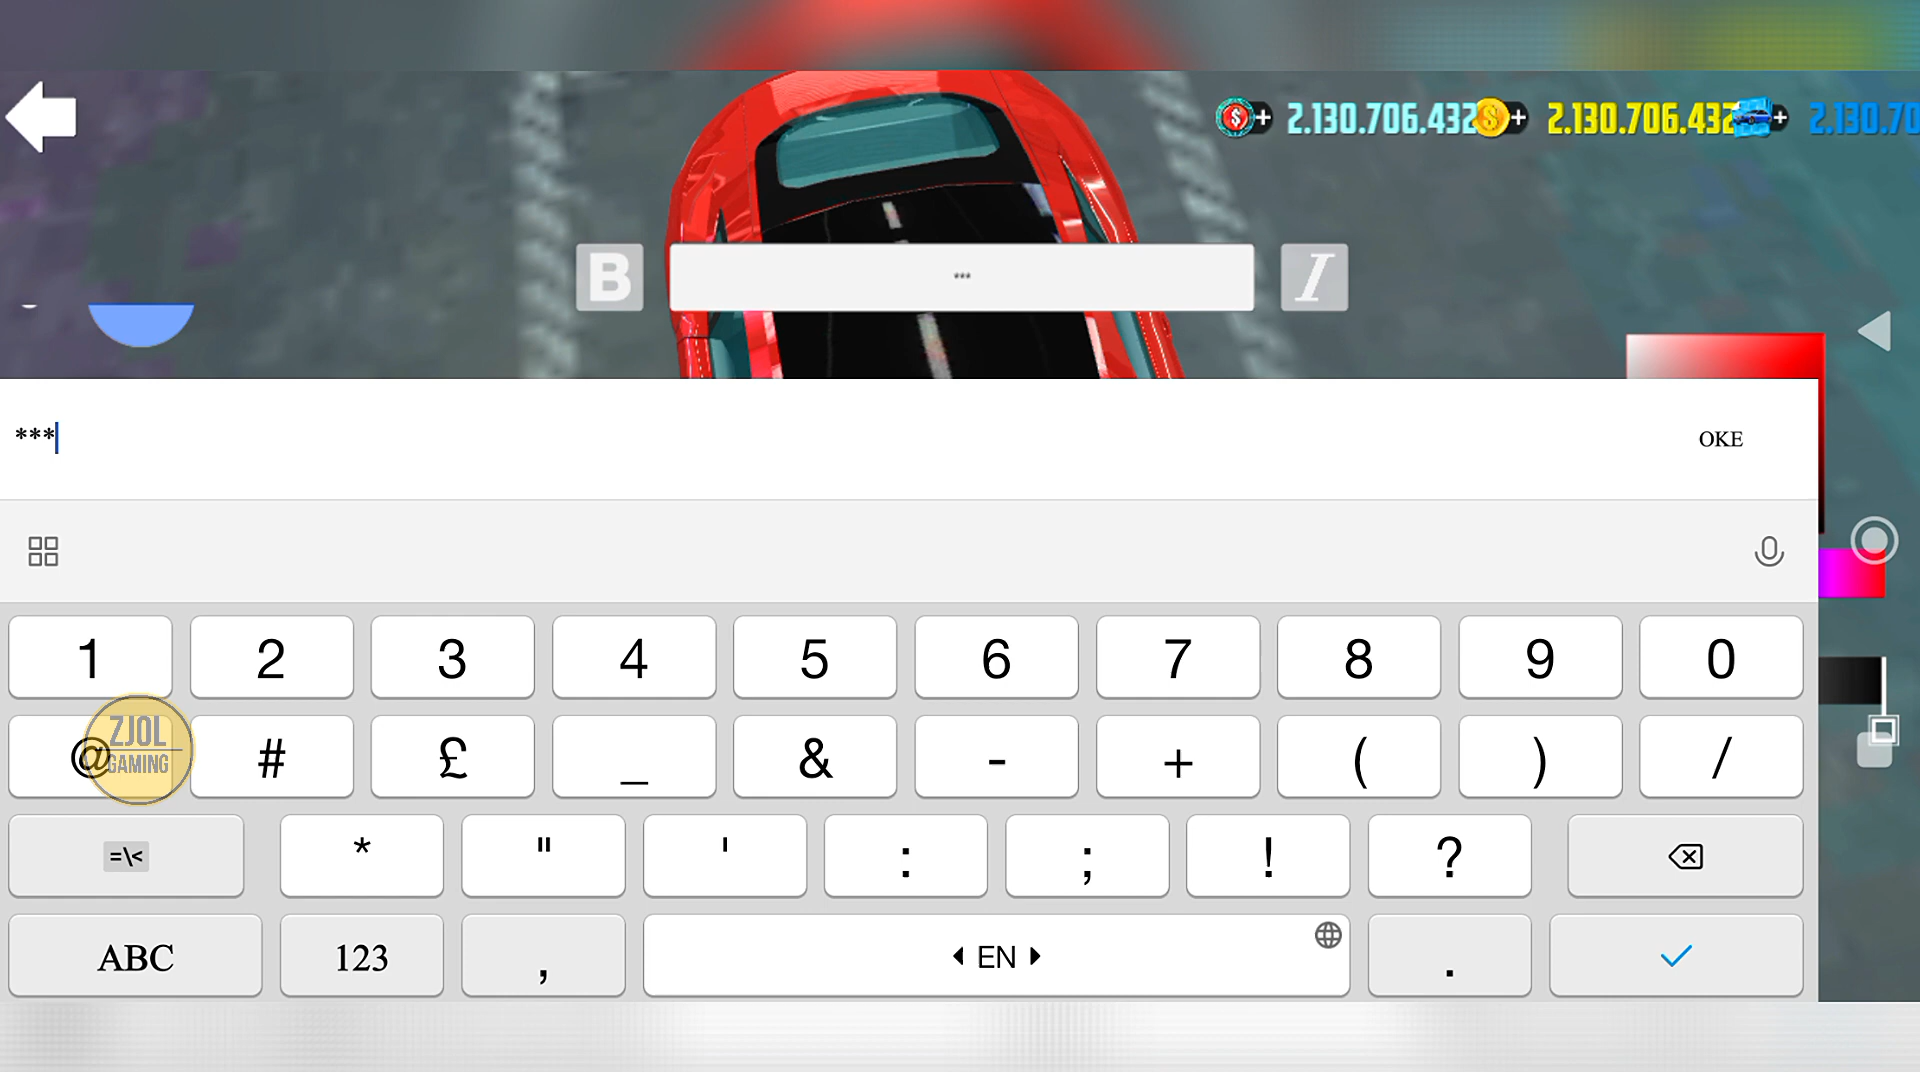 2.130.706.432 2.130.706.432 2.130.70
B *** I
*** OKE
1 2 3 4 5 6 7 8 9 0
@ # £ _ & - + ( ) /
ZJOL
GAMING
=\< * " ' : ; ! ?
ABC 123 , EN .